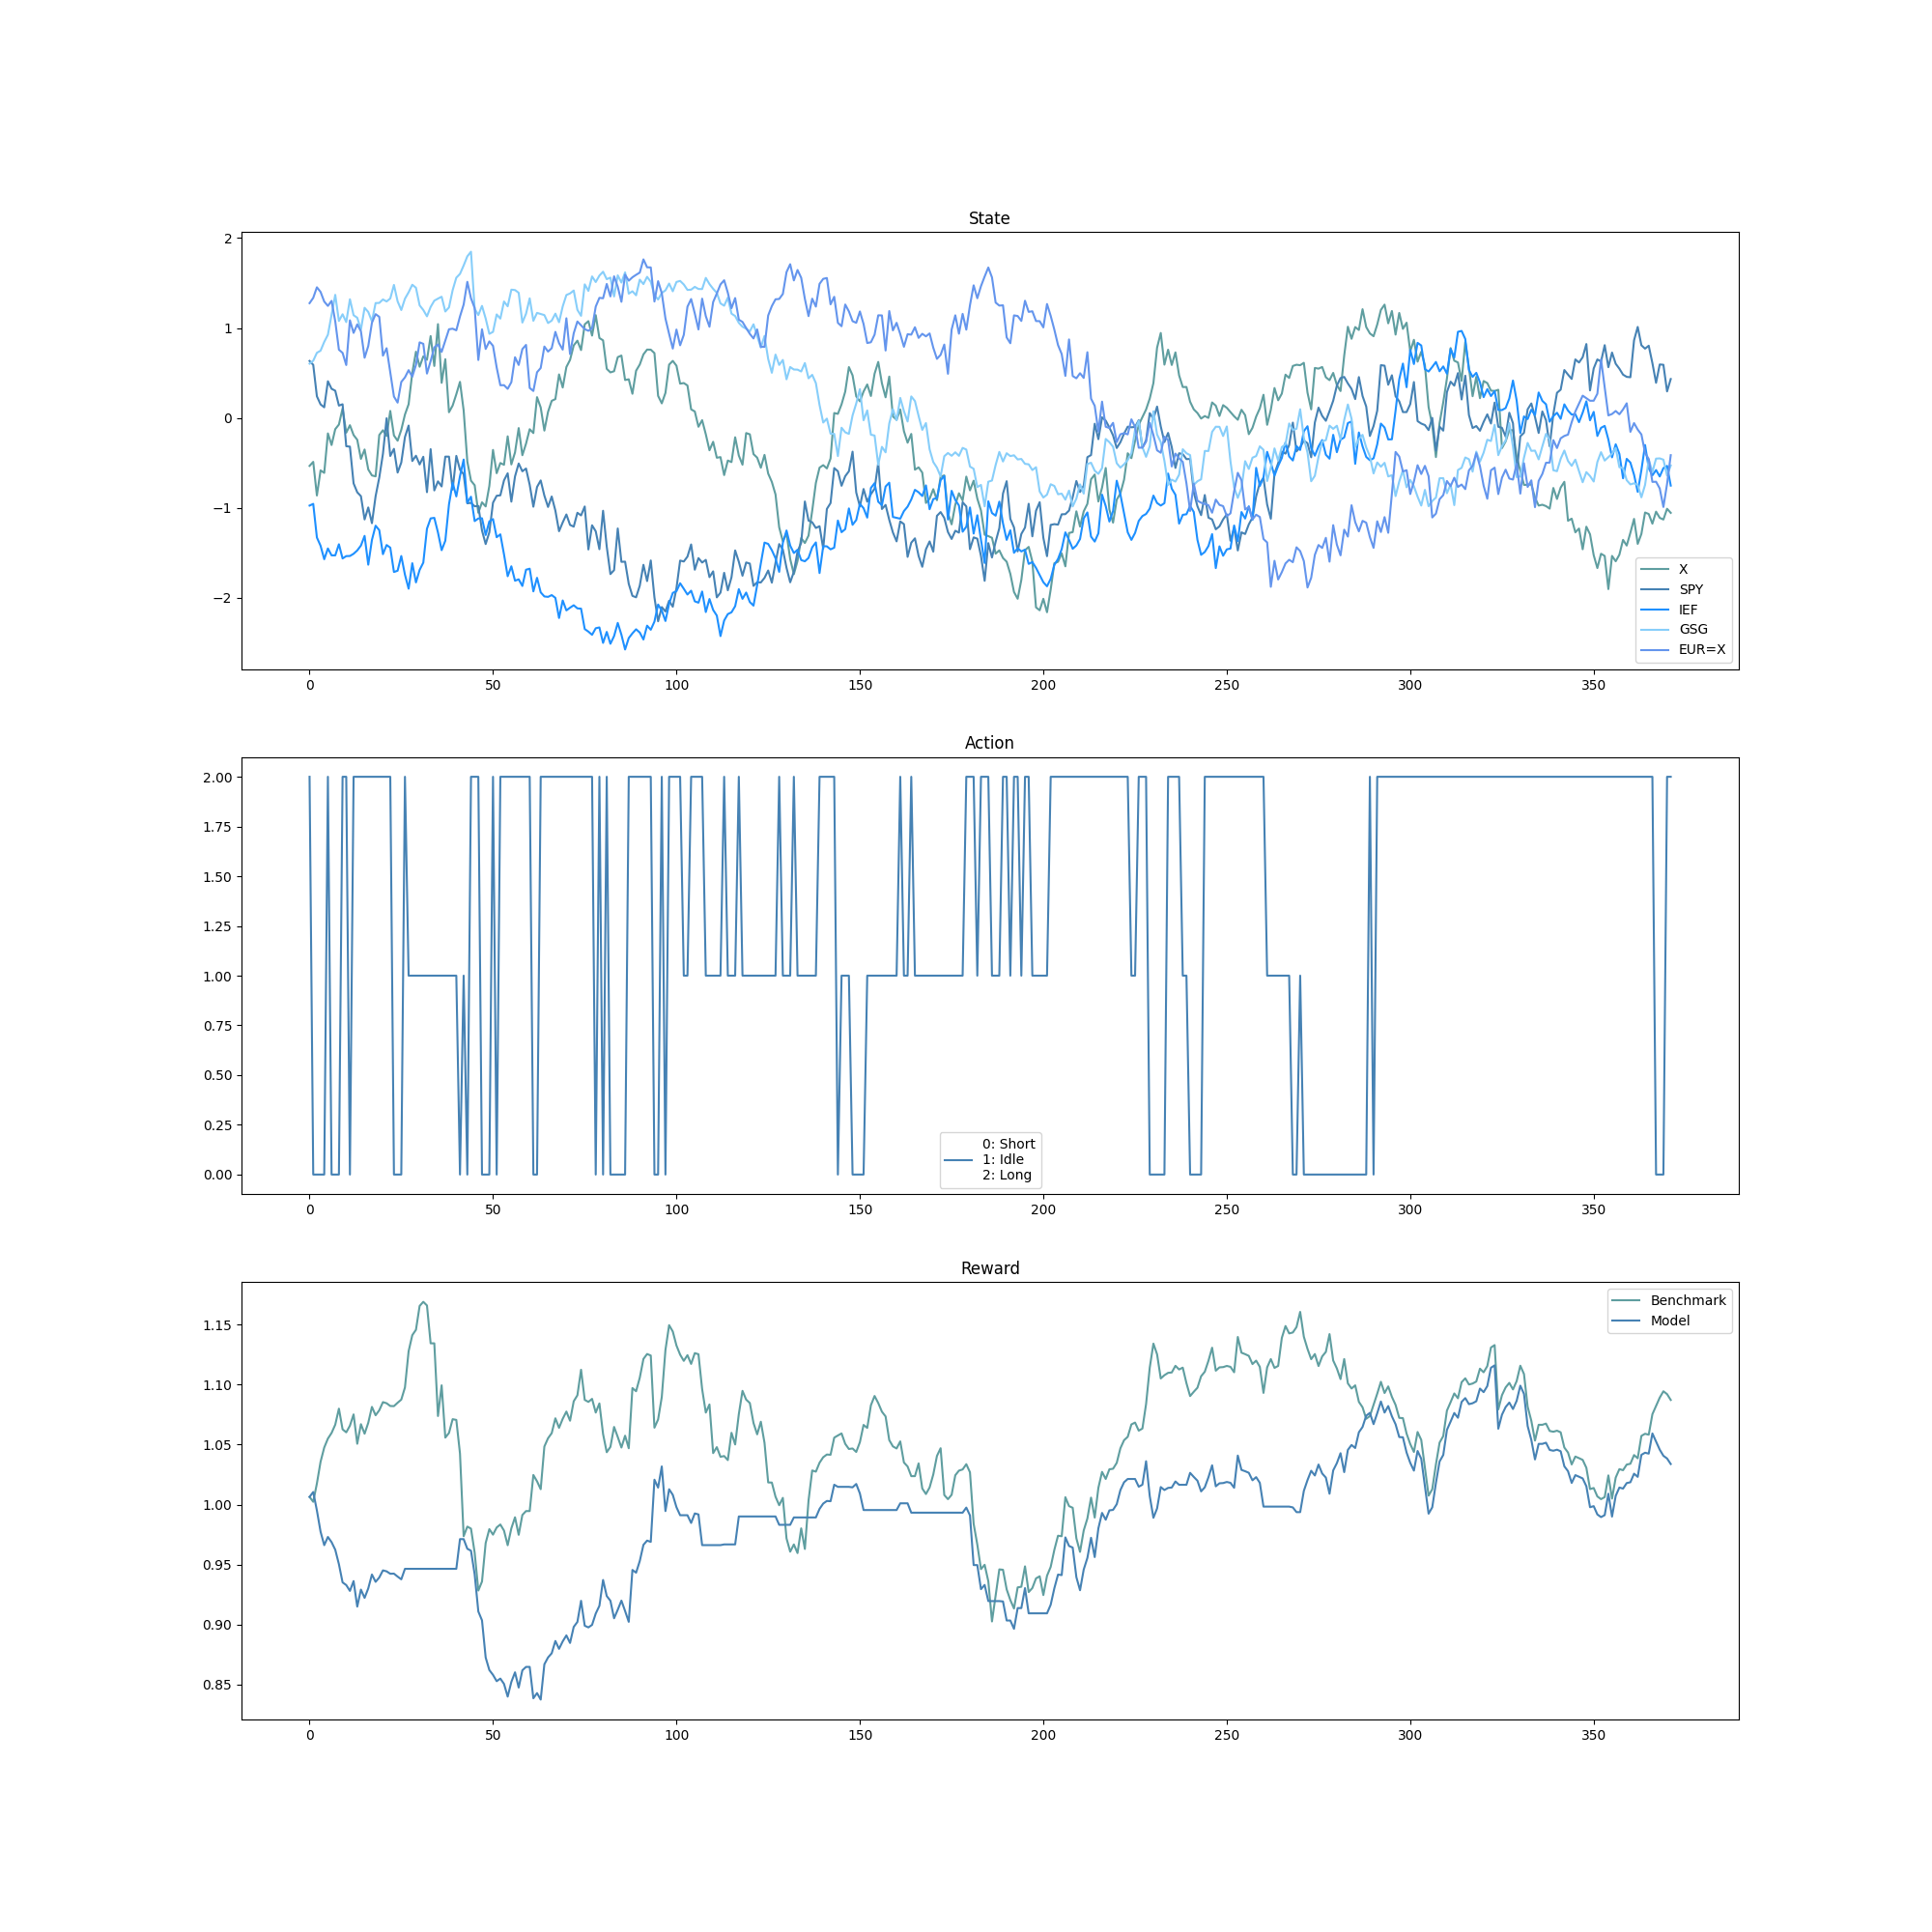 State
2
1
0
−1
−2
X
SPY
IEF
GSG
EUR=X
0 50 100 150 200 250 300 350
Action
2.00
1.75
1.50
1.25
1.00
0.75
0.50
0.25
0.00
0: Short
1: Idle
2: Long
0 50 100 150 200 250 300 350
Reward
1.15
1.10
1.05
1.00
0.95
0.90
0.85
Benchmark
Model
0 50 100 150 200 250 300 350